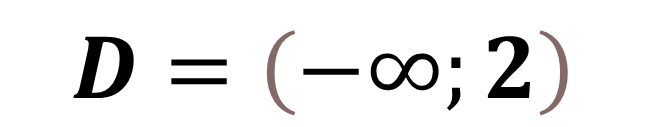 D = (−∞; 2)